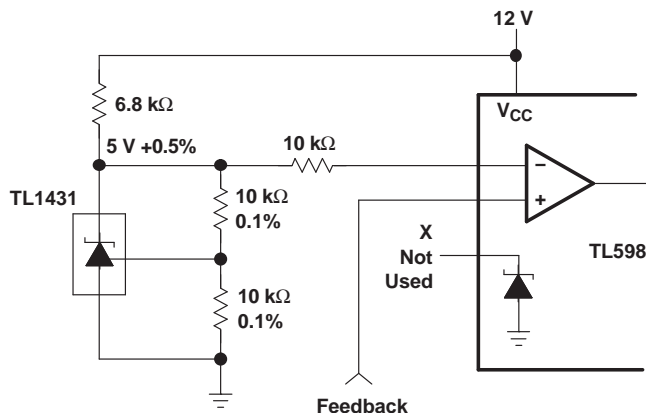 12 V
6.8 kΩ
VCC
5 V +0.5%
10 kΩ
−
TL1431
10 kΩ
0.1%
+
X
Not
Used
TL598
10 kΩ
0.1%
Feedback